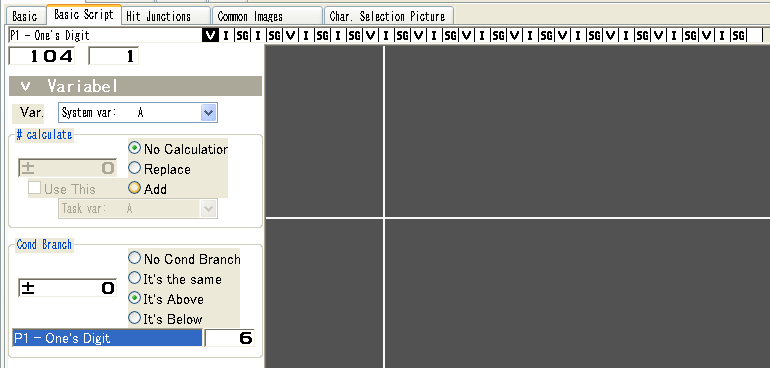 Basic Basic Script Hit Junctions Common Images Char. Selection Picture
P1 - One's Digit V I SG I SG V I SG I SG V I SG V I SG V I SG V I SG V I SG V I SG V I SG V I SG
104 1
V Variabel
Var. System var: A
# calculate
No Calculation
± 0 Replace
Use This Add
Task var: A
Cond Branch
No Cond Branch
± 0 It's the same
It's Above
It's Below
P1 - One's Digit 6